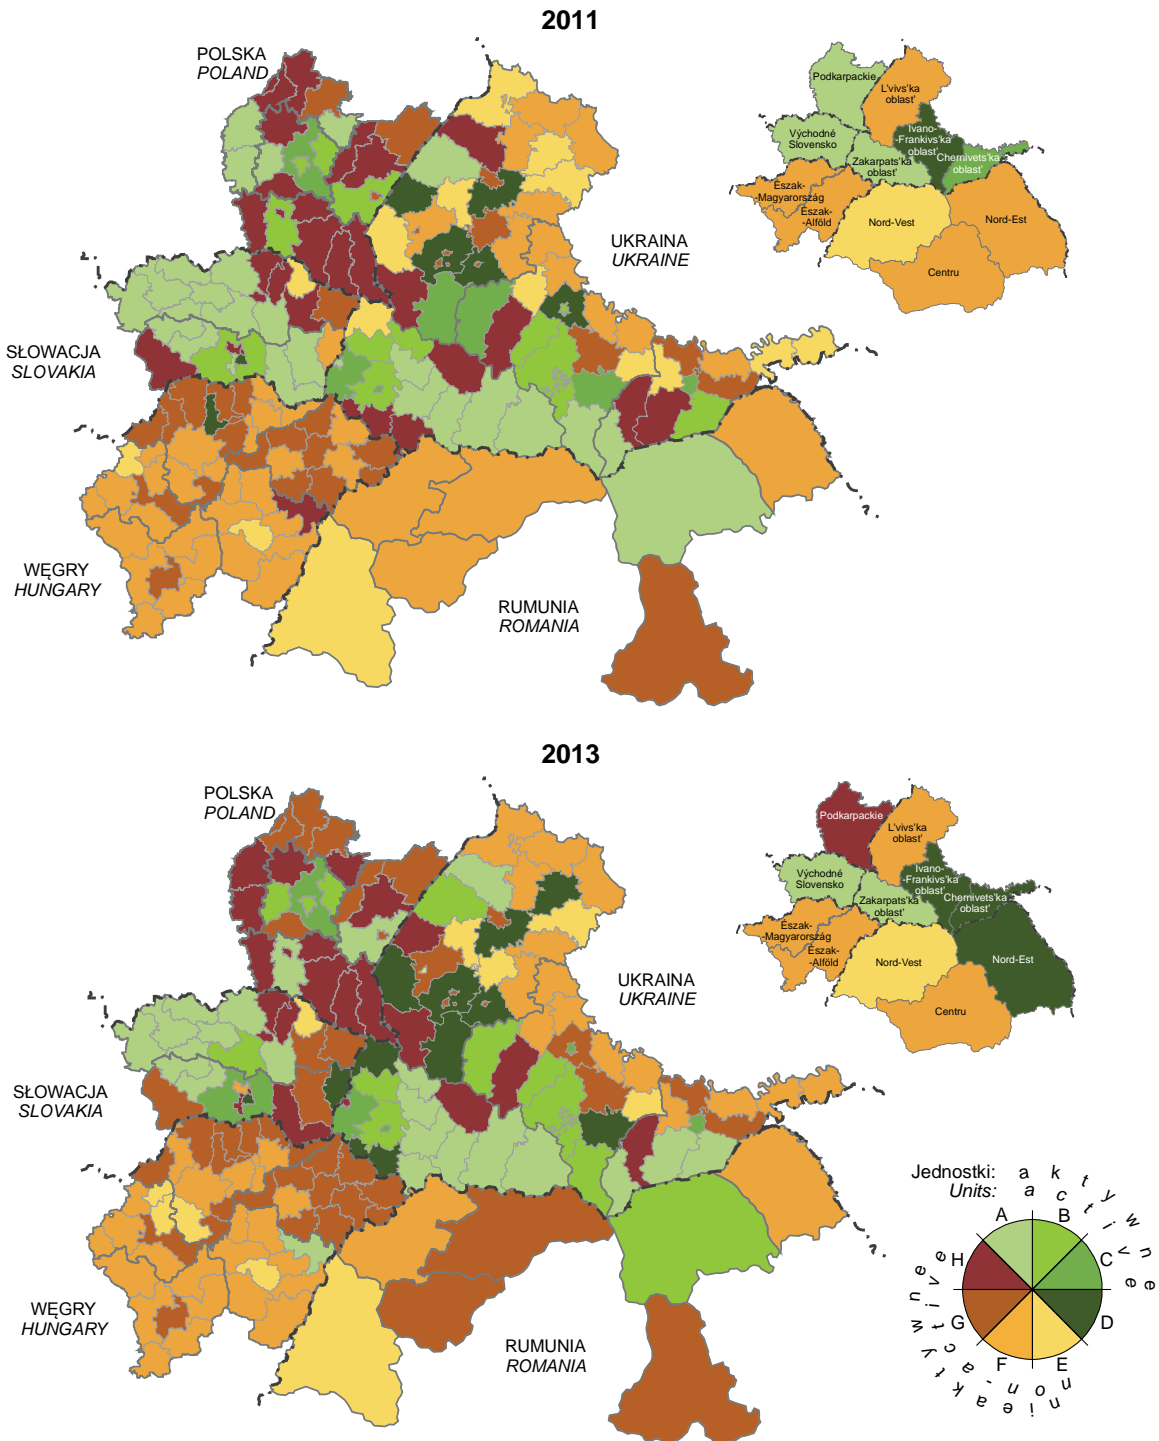 2011
POLSKA
POLAND
UKRAINA
UKRAINE
SŁOWACJA
SLOVAKIA
WĘGRY
HUNGARY
RUMUNIA
ROMANIA
Podkarpackie
L'vivs'ka
oblast'
Východné
Slovensko
Ivano-
-Frankivs'ka
oblast'
Chernivets'ka
oblast'
Zakarpats'ka
oblast'
Észak-
-Magyarország
Észak-
-Alföld
Nord-Vest
Nord-Est
Centru
2013
POLSKA
POLAND
UKRAINA
UKRAINE
SŁOWACJA
SLOVAKIA
WĘGRY
HUNGARY
RUMUNIA
ROMANIA
Podkarpackie
L'vivs'ka
oblast'
Východné
Slovensko
Ivano-
-Frankivs'ka
oblast'
Chernivets'ka
oblast'
Zakarpats'ka
oblast'
Észak-
-Magyarország
Észak-
-Alföld
Nord-Vest
Nord-Est
Centru
Jednostki: aktywne
Units: active
A
B
C
D
E
F
G
H
nieaktywne
non-active